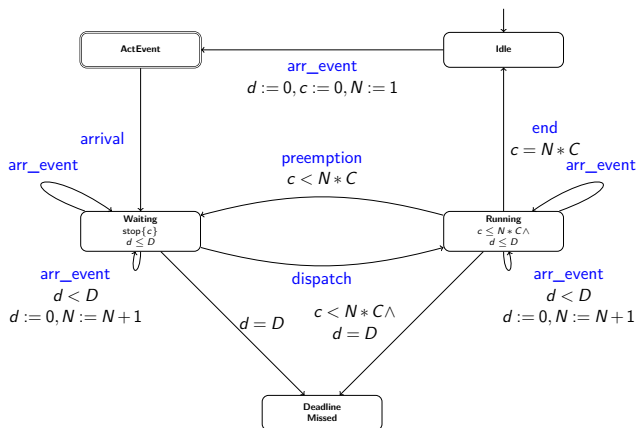 ActEvent
Idle
arr_event
d := 0, c := 0, N := 1
arrival
end
c = N ∗ C
arr_event
preemption
c < N ∗ C
arr_event
Waiting
stop{c}
d ≤ D
Running
c ≤ N ∗ C∧
d ≤ D
arr_event
d < D
d := 0, N := N + 1
dispatch
arr_event
d < D
d := 0, N := N + 1
d = D
c < N ∗ C∧
d = D
Deadline
Missed